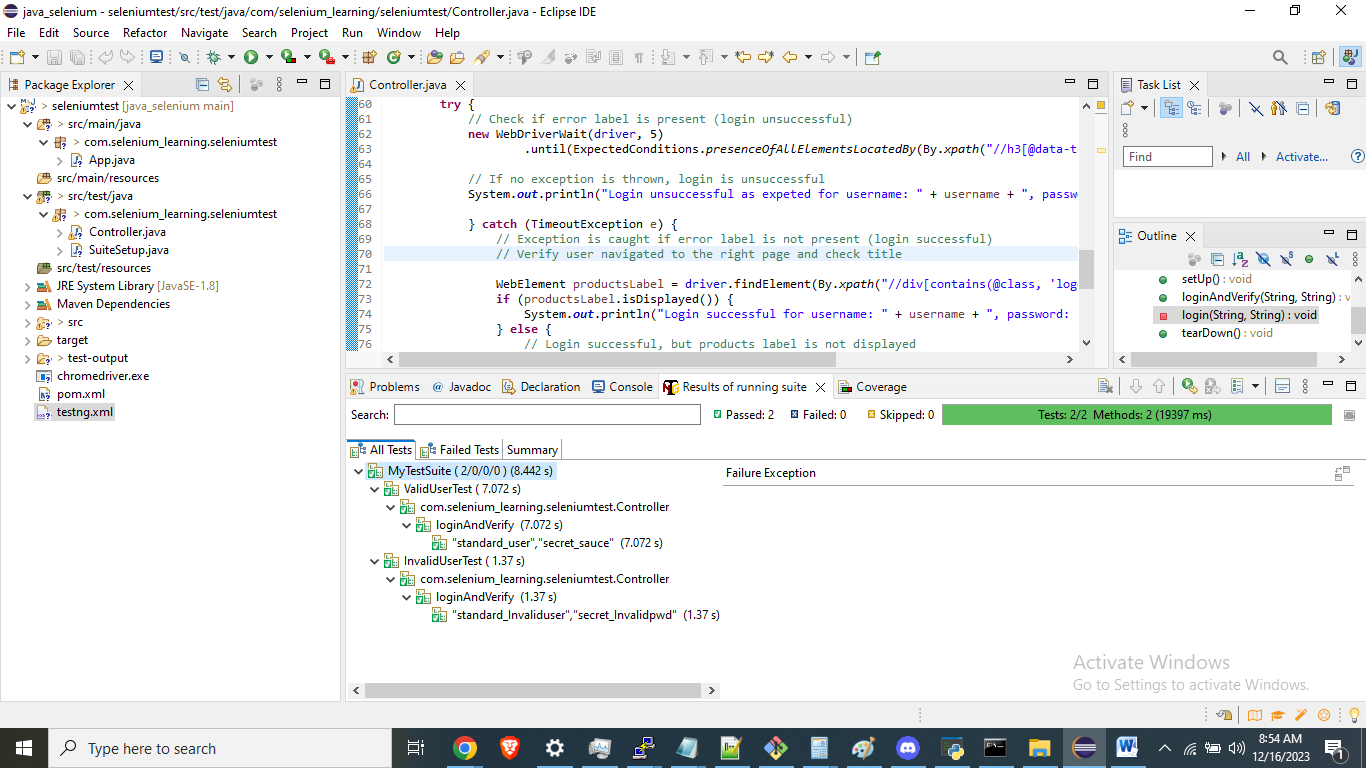 java_selenium - seleniumtest/src/test/java/com/selenium_learning/seleniumtest/Controller.java - Eclipse IDE
File Edit Source Refactor Navigate Search Project Run Window Help
Package Explorer
seleniumtest [java_selenium main]
> src/main/java
> com.selenium_learning.seleniumtest
App.java
src/main/resources
> src/test/java
> com.selenium_learning.seleniumtest
Controller.java
SuiteSetup.java
src/test/resources
JRE System Library [JavaSE-1.8]
Maven Dependencies
> src
target
> test-output
chromedriver.exe
pom.xml
testng.xml
Controller.java
60 try {
61 // Check if error label is present (login unsuccessful)
62 new WebDriverWait(driver, 5)
63 .until(ExpectedConditions.presenceOfAllElementsLocatedBy(By.xpath("//h3[@data-t
64
65 // If no exception is thrown, login is unsuccessful
66 System.out.println("Login unsuccessful as expeted for username: " + username + ", passw
67
68 } catch (TimeoutException e) {
69 // Exception is caught if error label is not present (login successful)
70 // Verify user navigated to the right page and check title
71
72 WebElement productsLabel = driver.findElement(By.xpath("//div[contains(@class, 'log
73 if (productsLabel.isDisplayed()) {
74 System.out.println("Login successful for username: " + username + ", password:
75 } else {
76 // Login successful, but products label is not displayed
Task List
Find All Activate...
Outline
setUp() : void
loginAndVerify(String, String) : v
login(String, String) : void
tearDown() : void
Problems @ Javadoc Declaration Console Results of running suite Coverage
Search: Passed: 2 Failed: 0 Skipped: 0 Tests: 2/2 Methods: 2 (19397 ms)
All Tests Failed Tests Summary
MyTestSuite ( 2/0/0/0 ) (8.442 s)
ValidUserTest ( 7.072 s)
com.selenium_learning.seleniumtest.Controller
loginAndVerify (7.072 s)
"standard_user","secret_sauce" (7.072 s)
InvalidUserTest ( 1.37 s)
com.selenium_learning.seleniumtest.Controller
loginAndVerify (1.37 s)
"standard_Invaliduser","secret_Invalidpwd" (1.37 s)
Failure Exception
Activate Windows
Go to Settings to activate Windows.
Type here to search
8:54 AM
12/16/2023
1